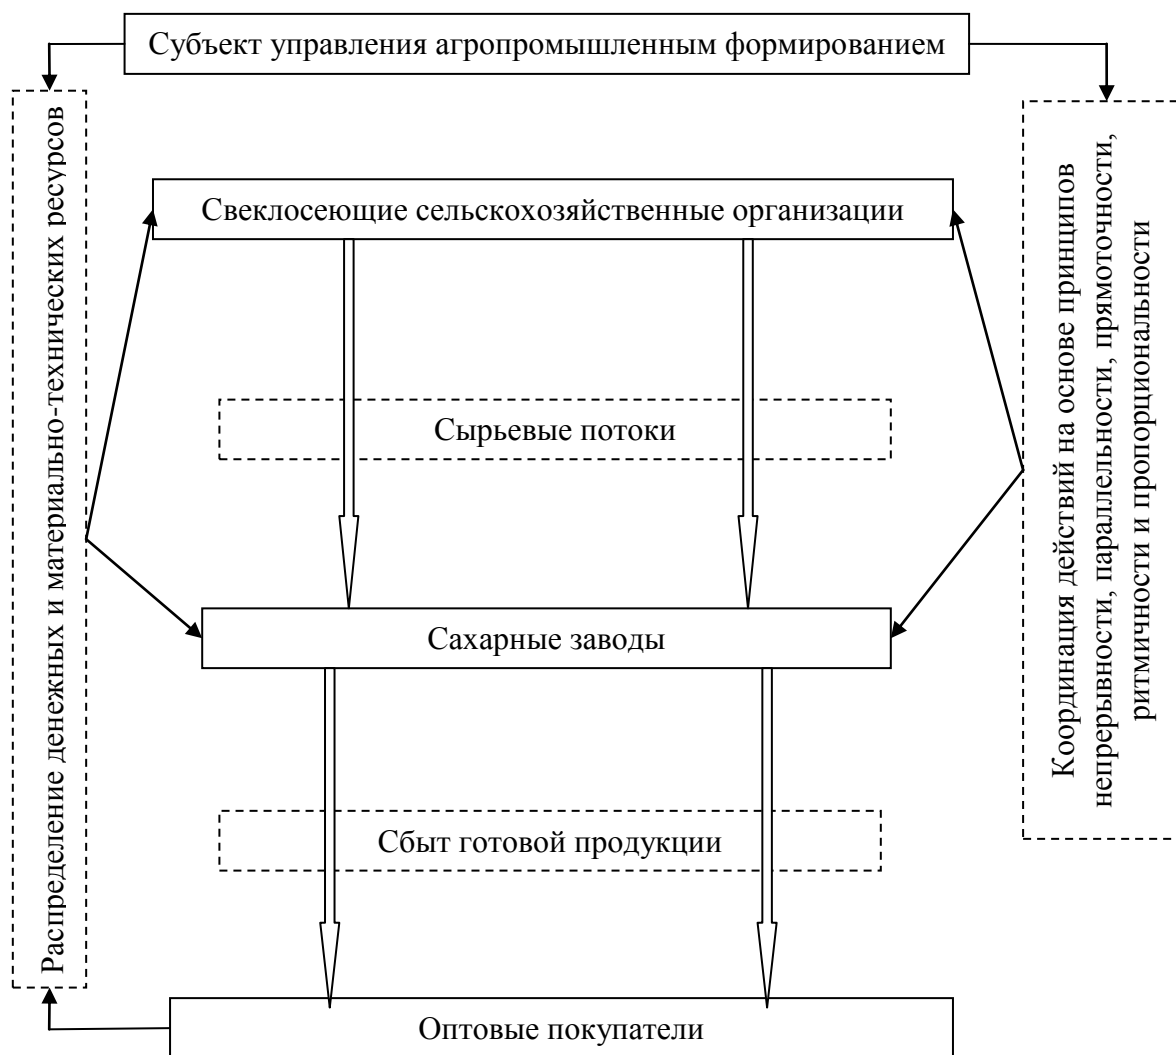 Субъект управления агропромышленным формированием
Распределение денежных и материально-технических ресурсов
Свеклосеющие сельскохозяйственные организации
Сырьевые потоки
Сахарные заводы
Сбыт готовой продукции
Оптовые покупатели
Координация действий на основе принципов
непрерывности, параллельности, прямоточности,
ритмичности и пропорциональности